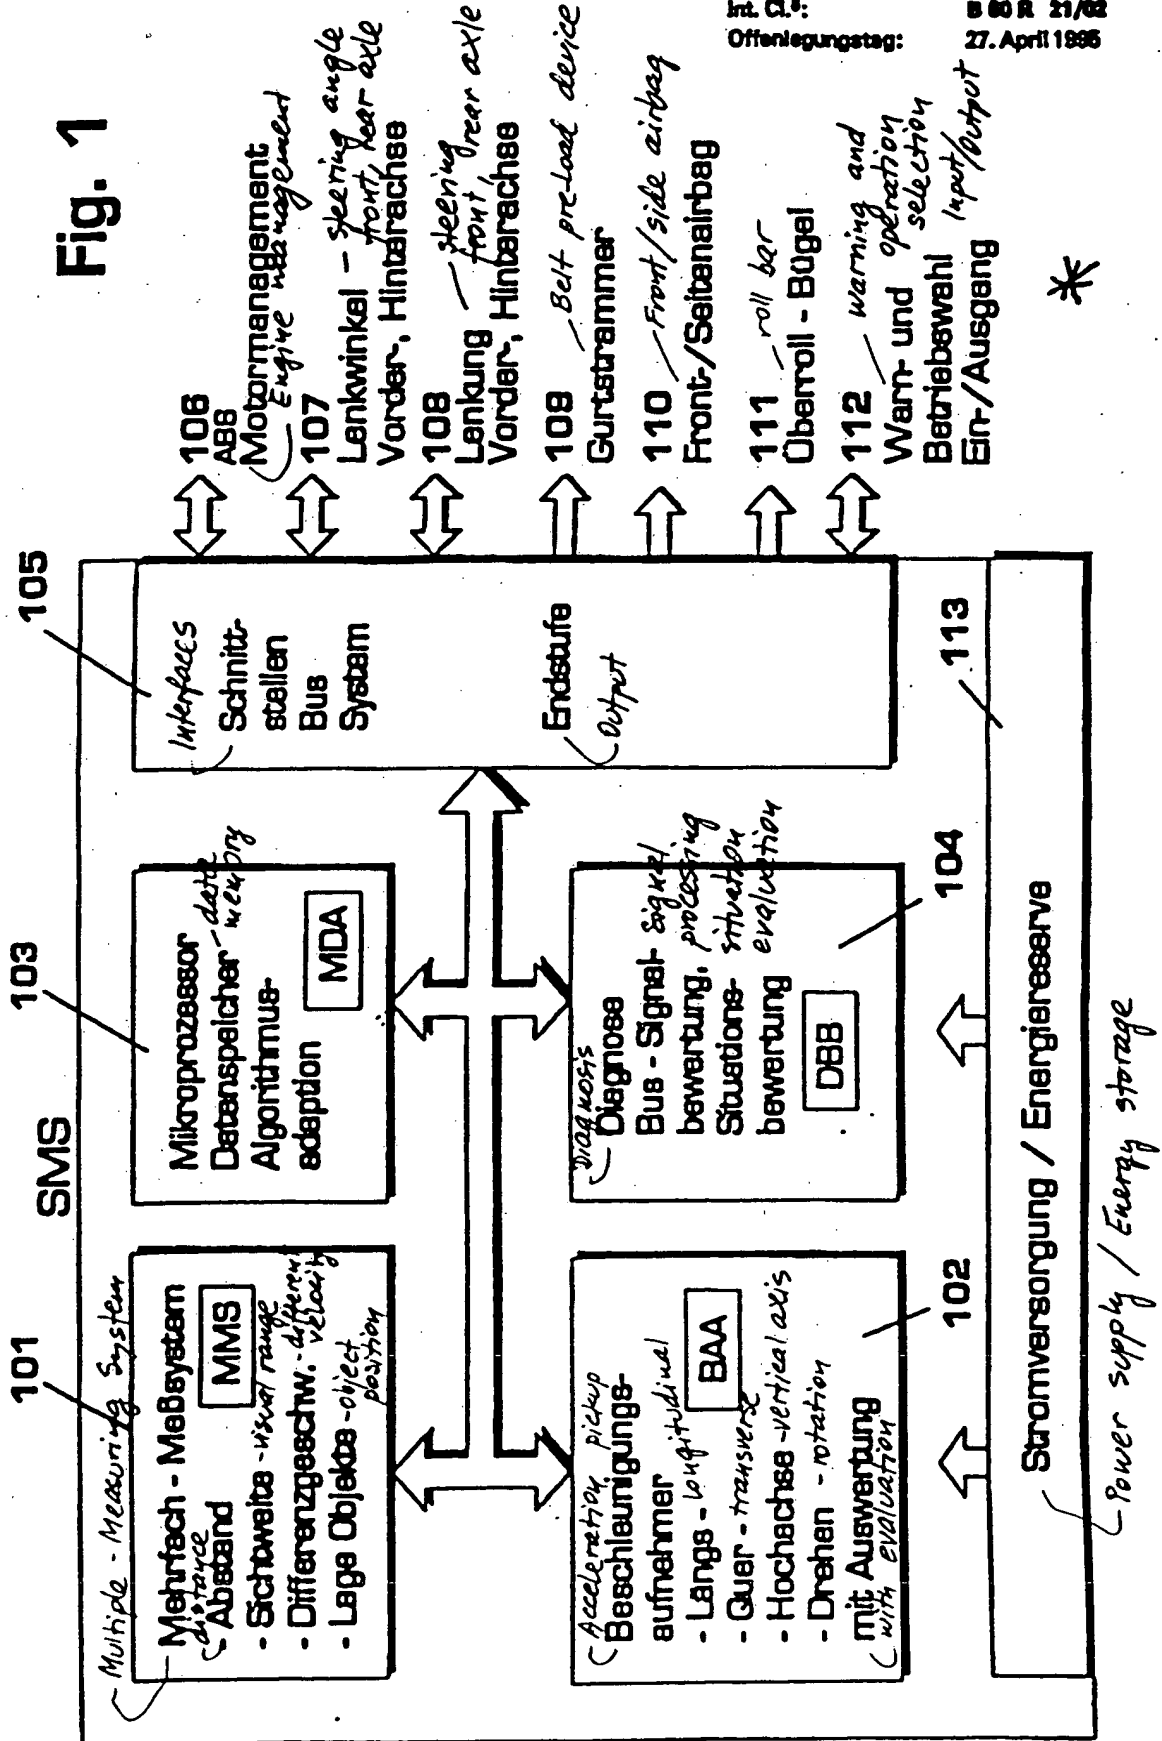 Int. Cl.⁶: B 60 R 21/02
Offenlegungstag: 27. April 1995
Fig. 1
SMS
101
Multiple - Measuring System
Mehrfach - Meßsystem
distance
- Abstand
MMS
- Sichtweite - visual range
- Differenzgeschw. - different velocity
- Lage Objekte - object position
103
Mikroprozessor
Datenspeicher - data memory
Algorithmus-
adaption
MDA
105
Interfaces
Schnitt-
stellen
Bus
System
Endstufe
Output
Acceleration pickup
Beschleunigungs-
aufnehmer
- Längs - longitudinal
BAA
- Quer - transverse
- Hochachse - vertical axis
- Drehen - rotation
mit Auswertung
with evaluation
102
Diagnosis
Diagnose
Bus - Signal- signal
bewertung, processing
Situations- situation
bewertung evaluation
DBB
104
113
Stromversorgung / Energiereserve
Power supply / Energy storage
106
ABS
Motormanagement
Engine management
107
Lenkwinkel - steering angle
Vorder-, Hinterachse
front, rear axle
108
Lenkung - steering
Vorder-, Hinterachse
front, rear axle
109
Gurtstrammer
Belt pre-load device
110
Front-/Seitenairbag
Front/side airbag
111
roll bar
Überroll - Bügel
112
warning and
Warn- und operation
selection
Betriebswahl
Ein-/Ausgang Input/Output
*